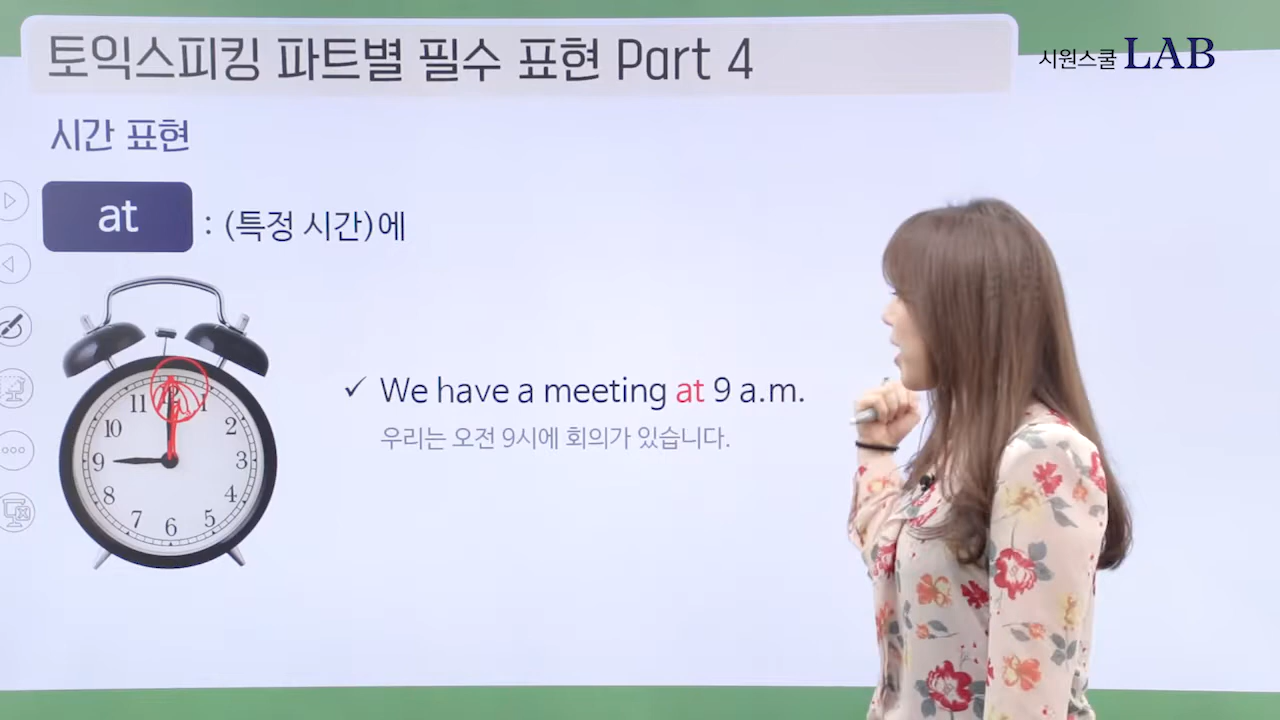 토익스피킹 파트별 필수 표현 Part 4
시원스쿨 LAB
시간 표현
at : (특정 시간)에
✓ We have a meeting at 9 a.m.
우리는 오전 9시에 회의가 있습니다.
11 1
10 2
9 3
8 4
7 6 5